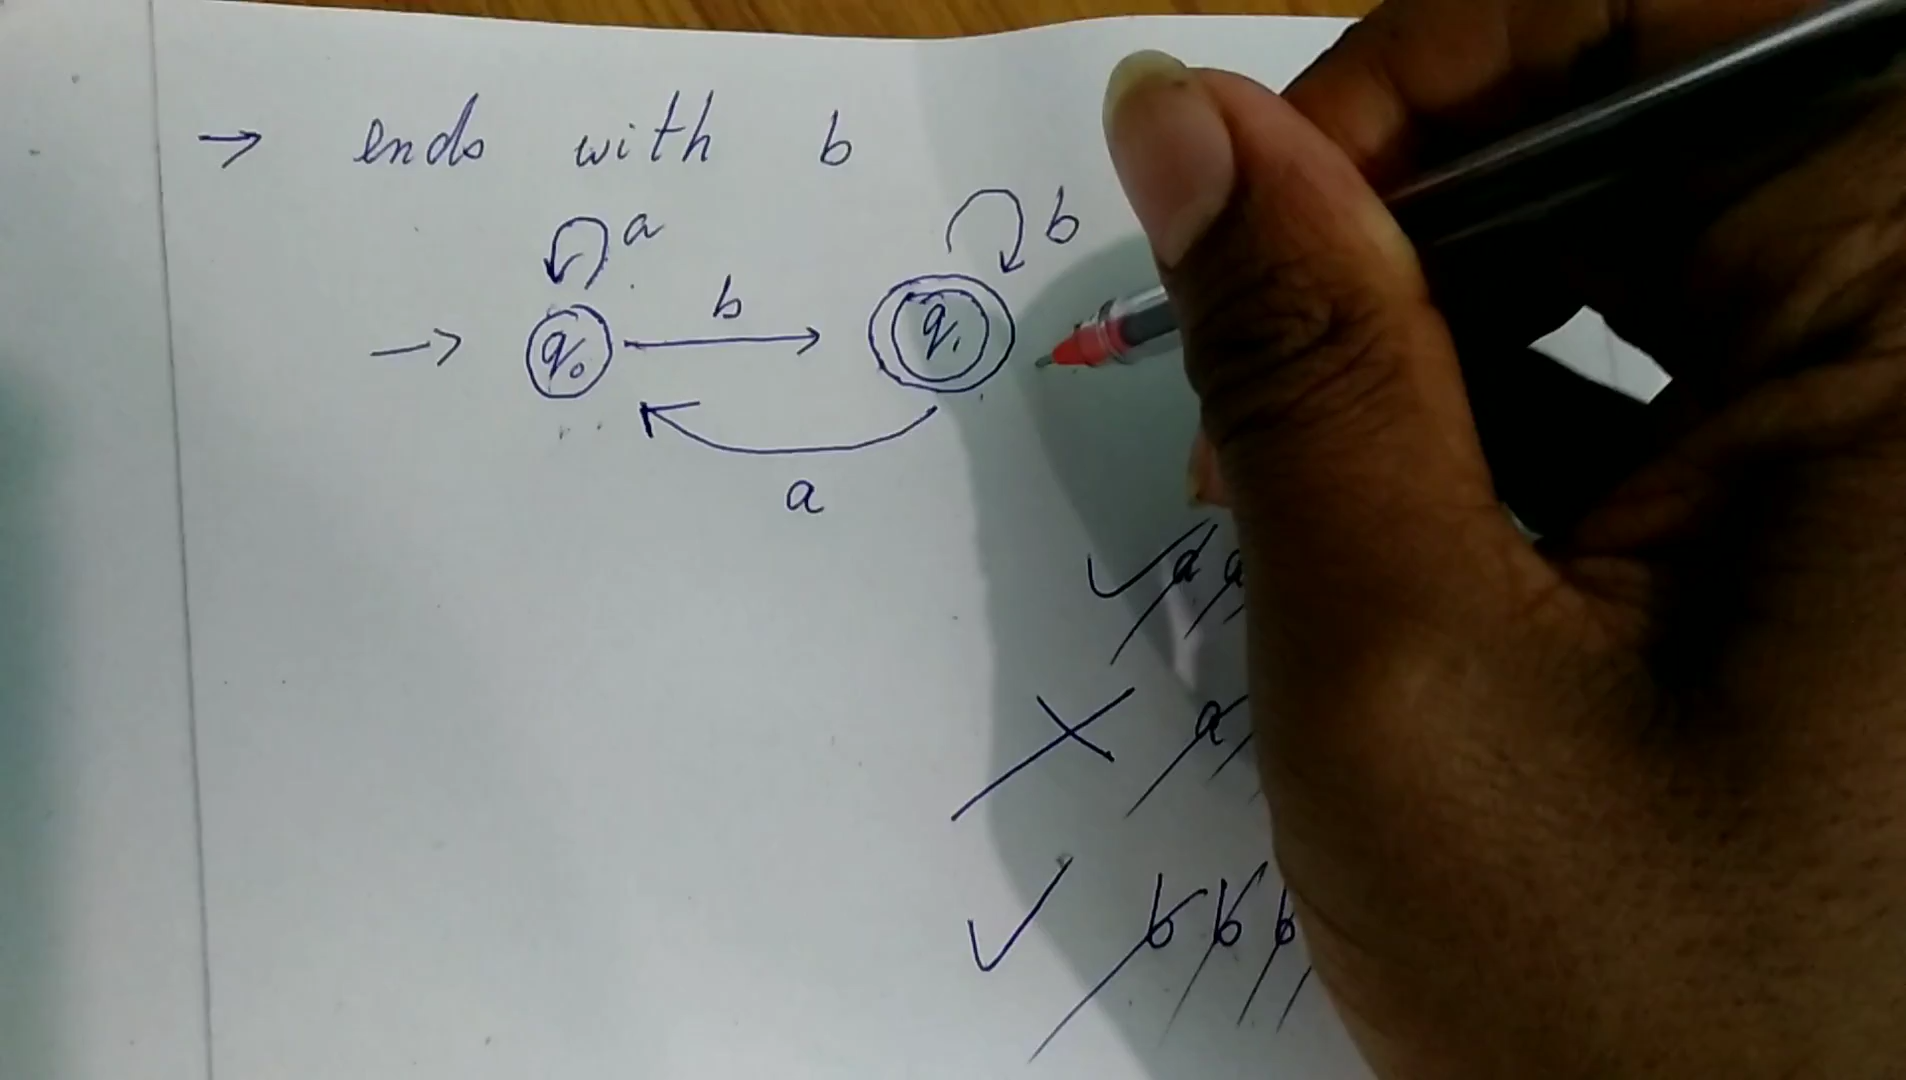 → ends with b
a b
→ q₀ b q₁
a
✓ a a
✗ a
✓ b b b